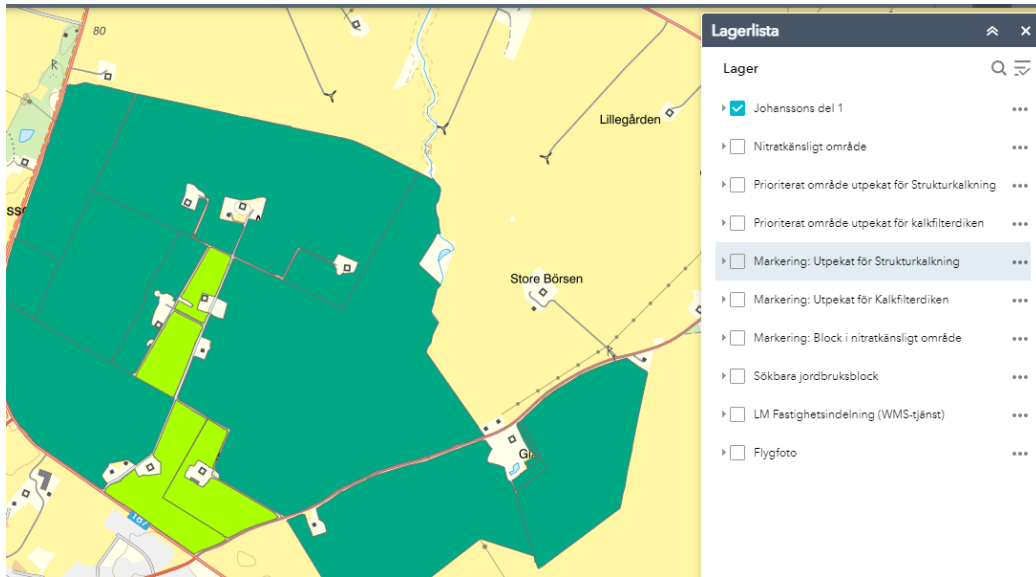 80
Lillegården
Store Börsen
Lagerlista
Lager
Johanssons del 1
Nitratkänsligt område
Prioriterat område utpekat för Strukturkalkning
Prioriterat område utpekat för kalkfilterdiken
Markering: Utpekat för Strukturkalkning
Markering: Utpekat för Kalkfilterdiken
Markering: Block i nitratkänsligt område
Sökbara jordbruksblock
LM Fastighetsindelning (WMS-tjänst)
Flygfoto